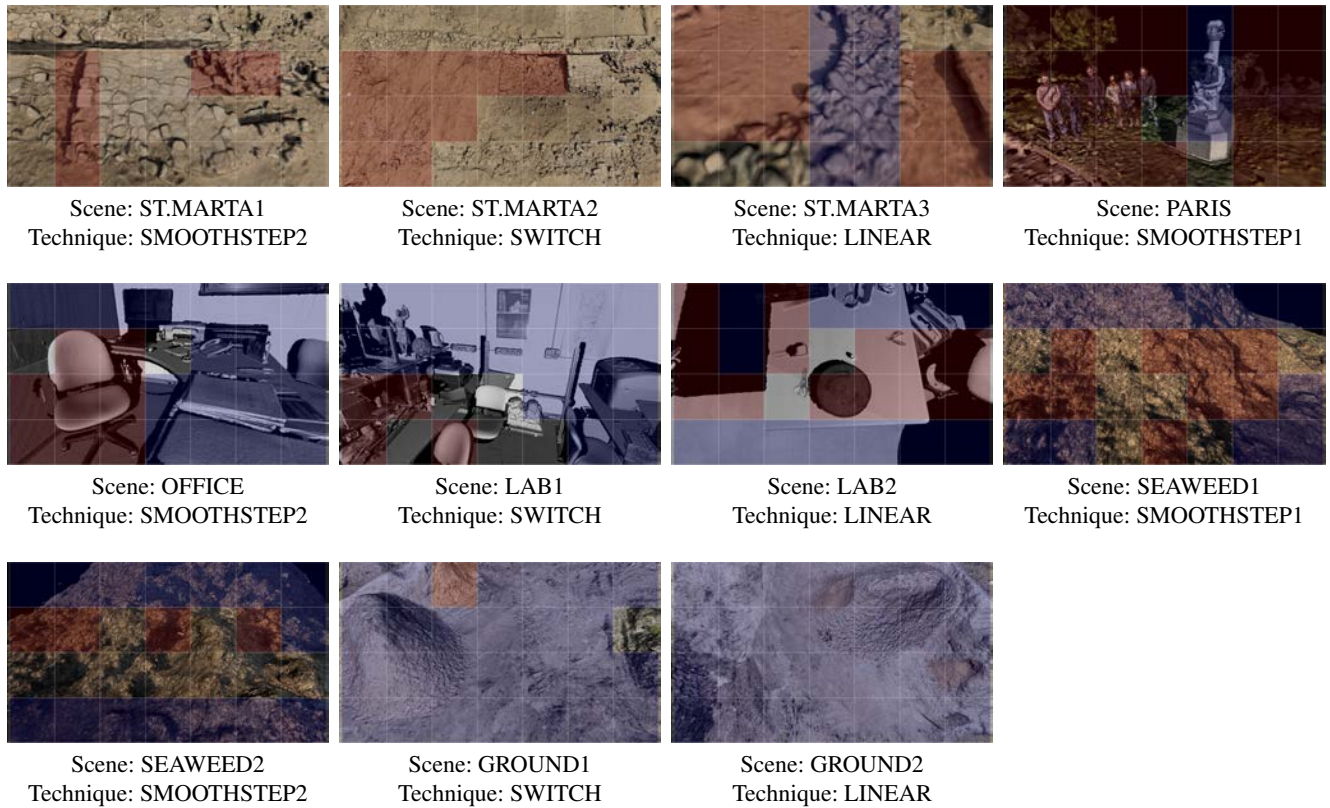 Scene: ST.MARTA1
Technique: SMOOTHSTEP2
Scene: ST.MARTA2
Technique: SWITCH
Scene: ST.MARTA3
Technique: LINEAR
Scene: PARIS
Technique: SMOOTHSTEP1
Scene: OFFICE
Technique: SMOOTHSTEP2
Scene: LAB1
Technique: SWITCH
Scene: LAB2
Technique: LINEAR
Scene: SEAWEED1
Technique: SMOOTHSTEP1
Scene: SEAWEED2
Technique: SMOOTHSTEP2
Scene: GROUND1
Technique: SWITCH
Scene: GROUND2
Technique: LINEAR